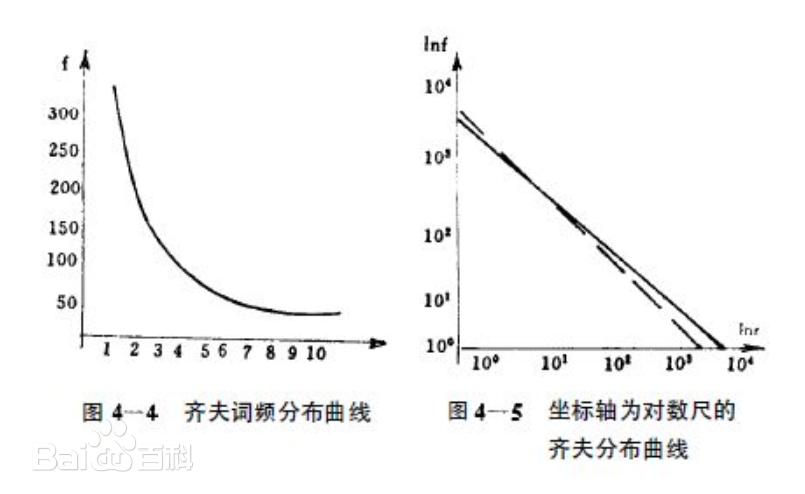 f
300
250
200
150
100
50
1 2 3 4 5 6 7 8 9 10
图 4—4 齐夫词频分布曲线
lnf
10⁴
10³
10²
10¹
10⁰
lnr
10⁰ 10¹ 10² 10³ 10⁴
图 4—5 坐标轴为对数尺的
齐夫分布曲线
Baidu百科